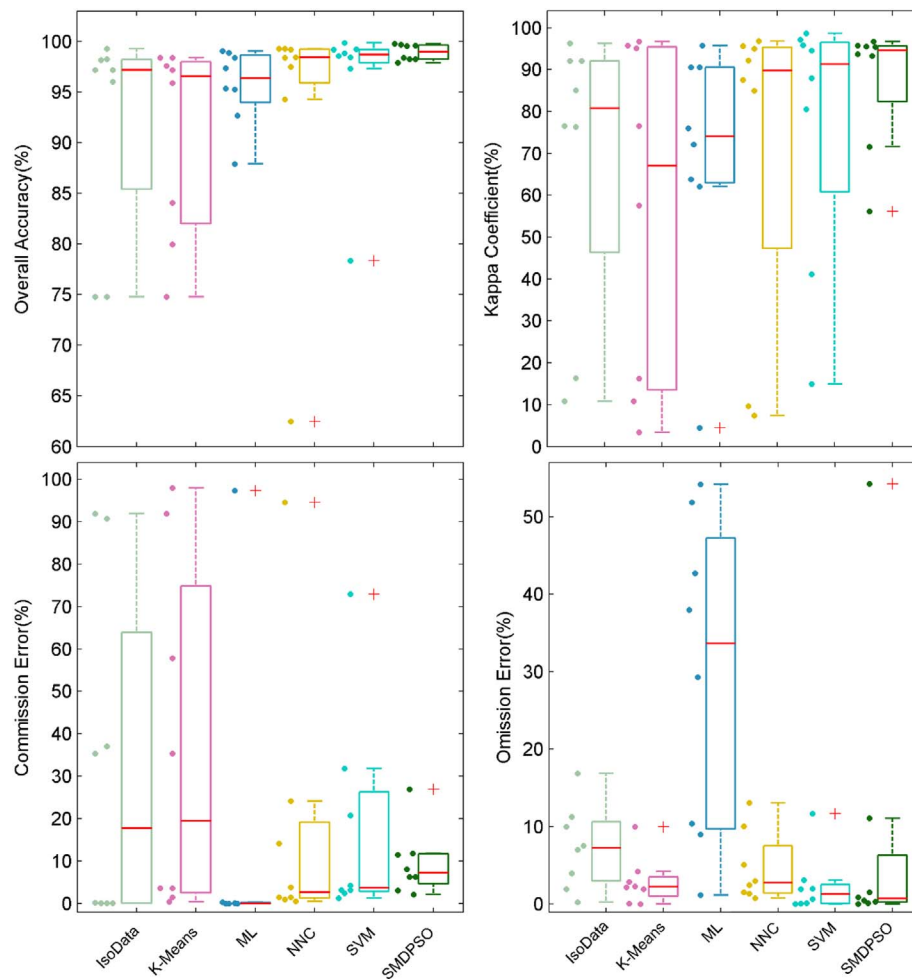 Overall Accuracy(%)
100
95
90
85
80
75
70
65
60
Kappa Coefficient(%)
100
90
80
70
60
50
40
30
20
10
0
Commission Error(%)
100
90
80
70
60
50
40
30
20
10
0
IsoData
K-Means
ML
NNC
SVM
SMDPSO
Omission Error(%)
50
40
30
20
10
0
IsoData
K-Means
ML
NNC
SVM
SMDPSO